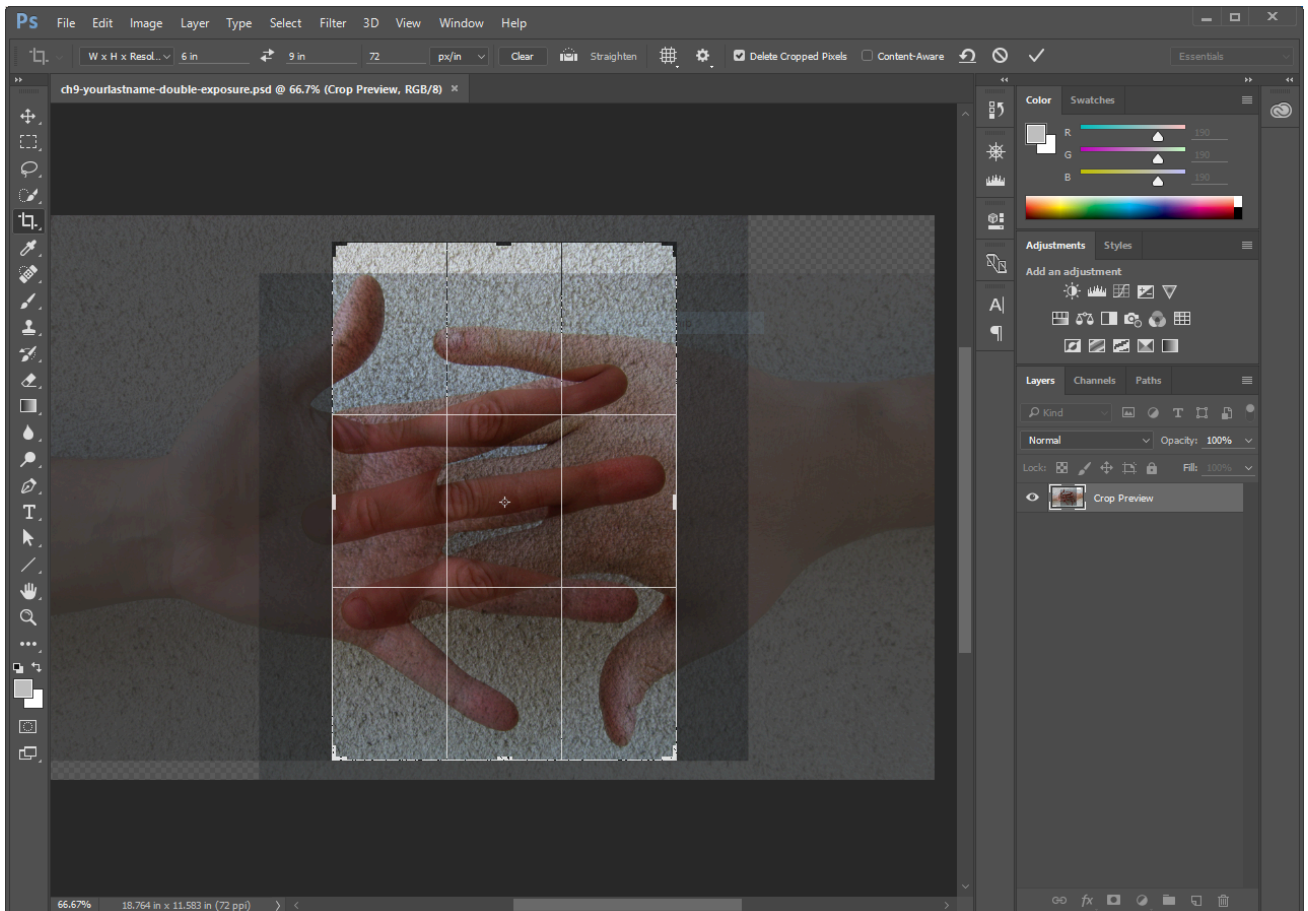 Ps File Edit Image Layer Type Select Filter 3D View Window Help
W x H x Resol... 6 in 9 in 72 px/in Clear Straighten Delete Cropped Pixels Content-Aware Essentials
ch9-yourlastname-double-exposure.psd @ 66.7% (Crop Preview, RGB/8) ×
Color Swatches
R 190
G 190
B 190
Adjustments Styles
Add an adjustment
Layers Channels Paths
Kind
Normal Opacity: 100%
Lock: Fill: 100%
Crop Preview
66.67% 18.764 in x 11.583 in (72 ppi)